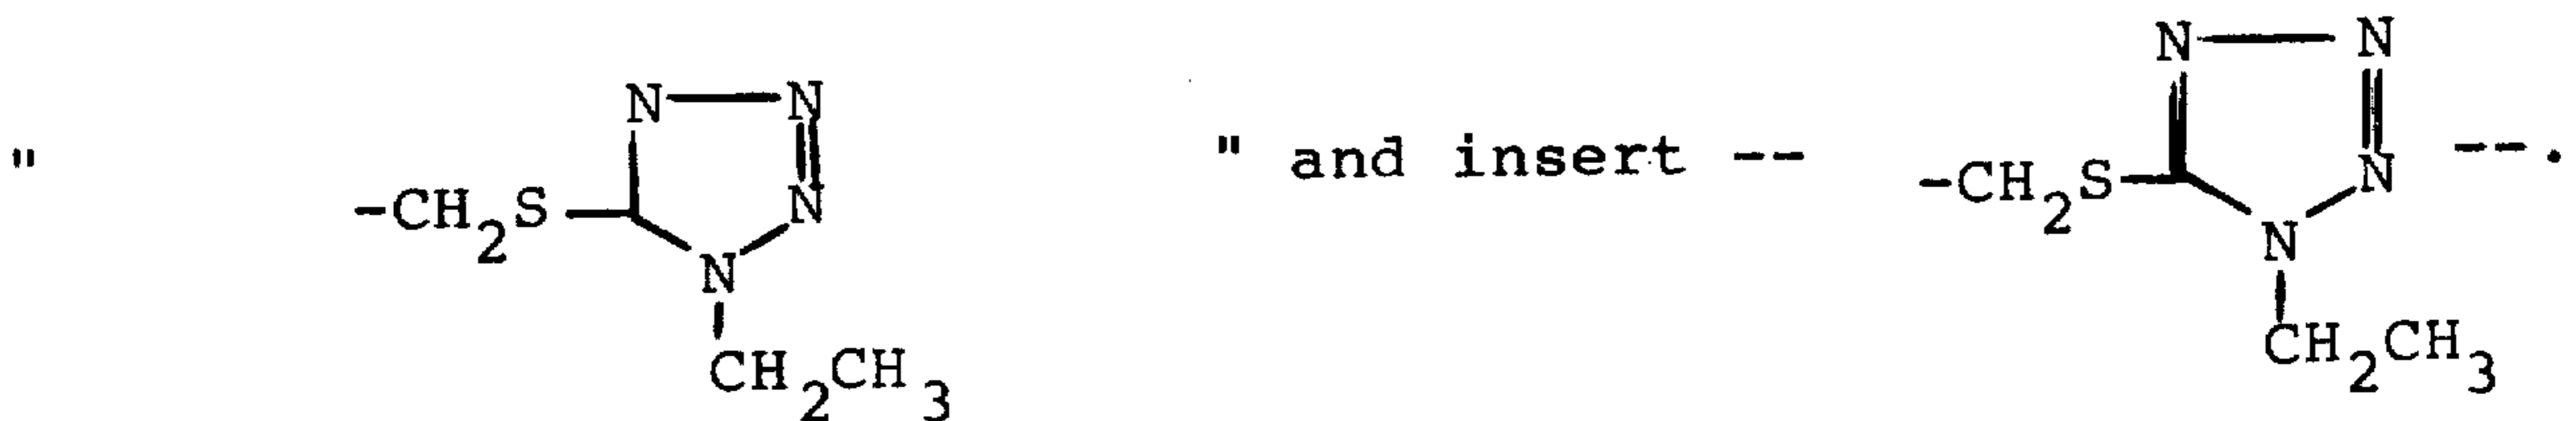 N N N N
" -CH2S N N " and insert -- -CH2S N N --.
N N
CH2CH3 CH2CH3